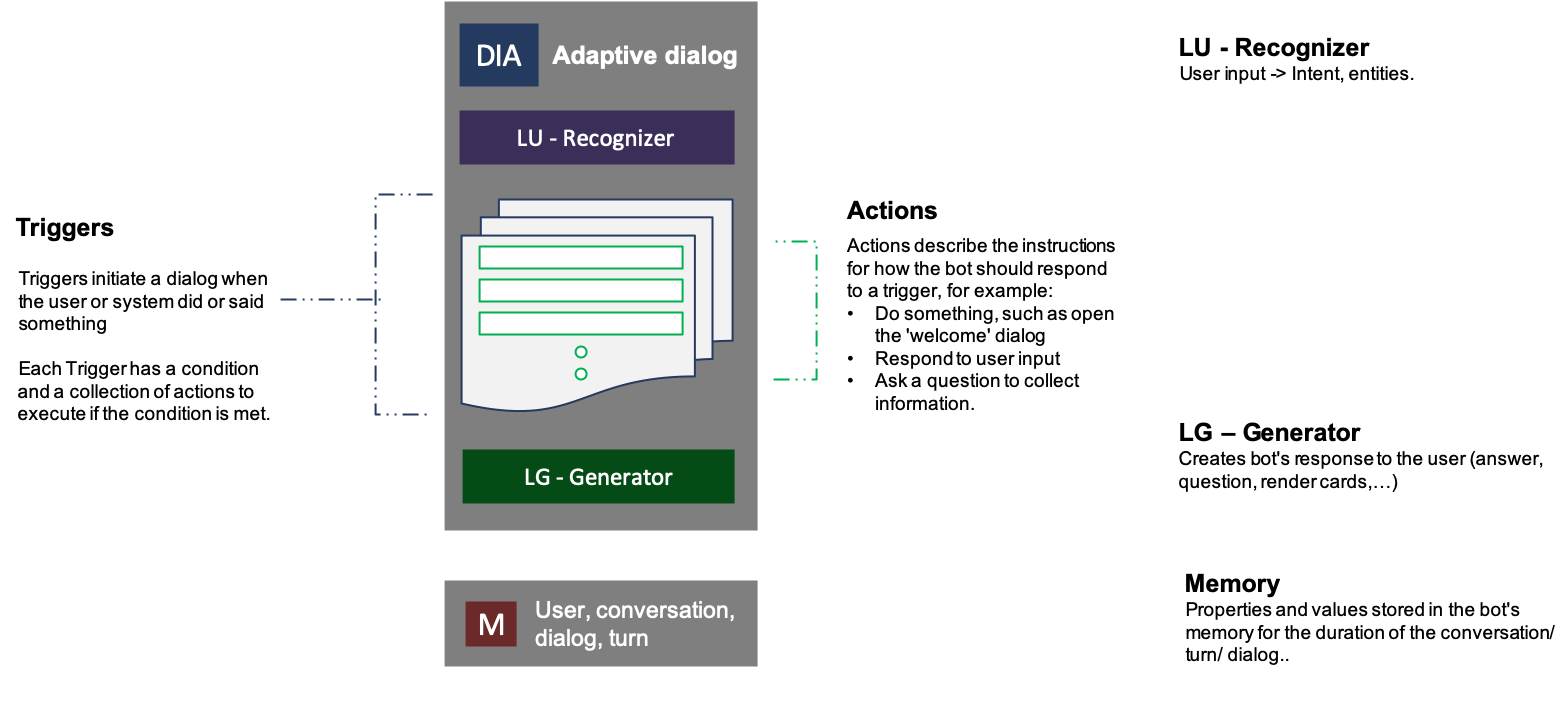 DIA Adaptive dialog
LU - Recognizer
LG - Generator
M
User, conversation,
dialog, turn
Triggers
Triggers initiate a dialog when
the user or system did or said
something
Each Trigger has a condition
and a collection of actions to
execute if the condition is met.
Actions
Actions describe the instructions
for how the bot should respond
to a trigger, for example:
• Do something, such as open
the 'welcome' dialog
• Respond to user input
• Ask a question to collect
information.
LU - Recognizer
User input -> Intent, entities.
LG – Generator
Creates bot's response to the user (answer,
question, render cards,…)
Memory
Properties and values stored in the bot's
memory for the duration of the conversation/
turn/ dialog..